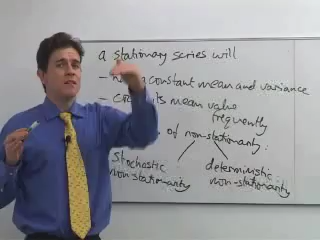 a stationary series will
- a constant mean and variance
- its mean value
frequently
of non-stationarity:
stochastic
non-stationarity
deterministic
non-stationarity